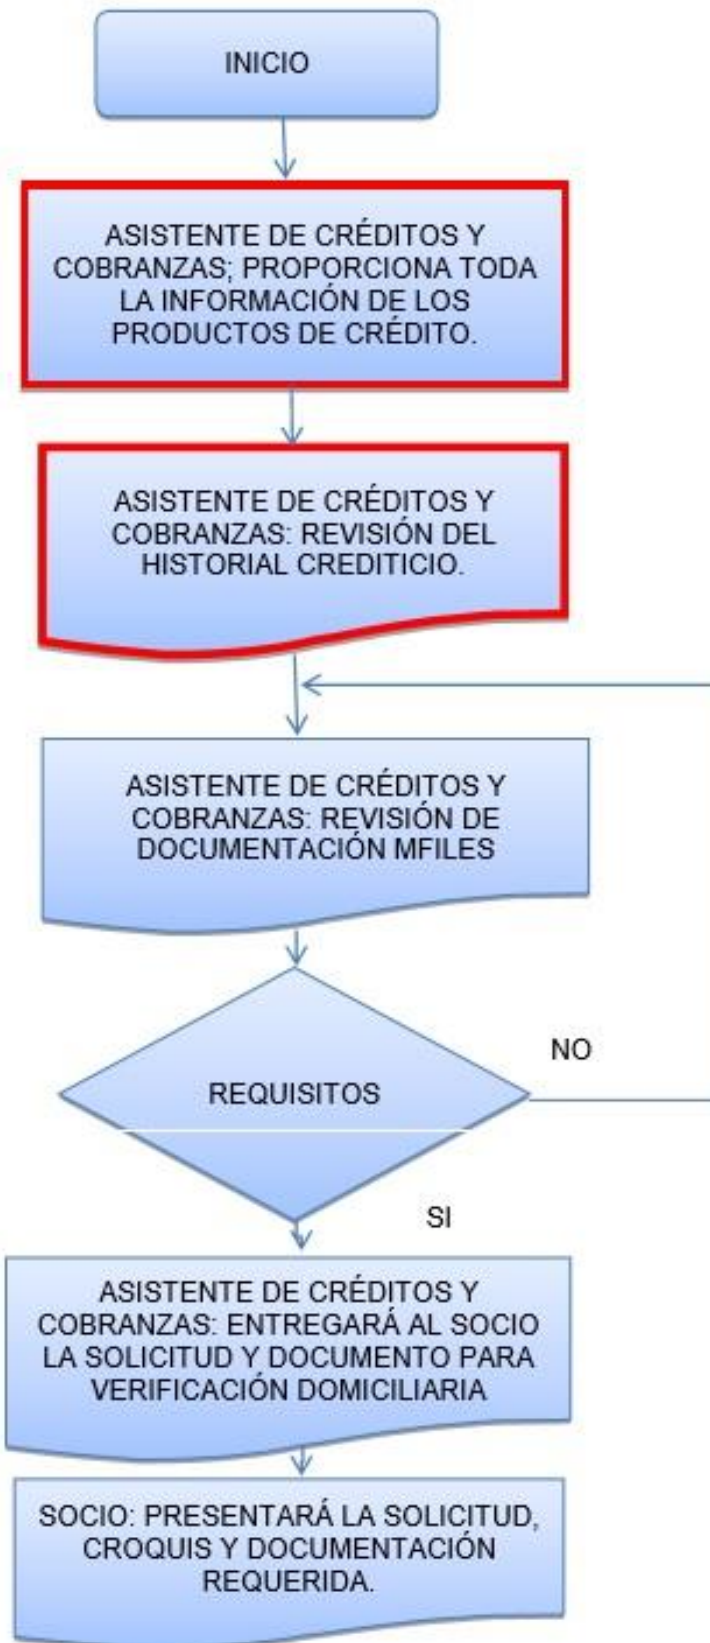 INICIO
ASISTENTE DE CRÉDITOS Y
COBRANZAS; PROPORCIONA TODA
LA INFORMACIÓN DE LOS
PRODUCTOS DE CRÉDITO.
ASISTENTE DE CRÉDITOS Y
COBRANZAS: REVISIÓN DEL
HISTORIAL CREDITICIO.
ASISTENTE DE CRÉDITOS Y
COBRANZAS: REVISIÓN DE
DOCUMENTACIÓN MFILES
NO
REQUISITOS
SI
ASISTENTE DE CRÉDITOS Y
COBRANZAS: ENTREGARÁ AL SOCIO
LA SOLICITUD Y DOCUMENTO PARA
VERIFICACIÓN DOMICILIARIA
SOCIO: PRESENTARÁ LA SOLICITUD,
CROQUIS Y DOCUMENTACIÓN
REQUERIDA.